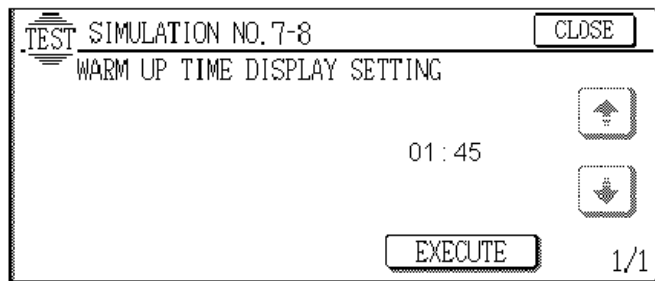 TEST SIMULATION NO.7-8 CLOSE
WARM UP TIME DISPLAY SETTING
01:45
EXECUTE 1/1